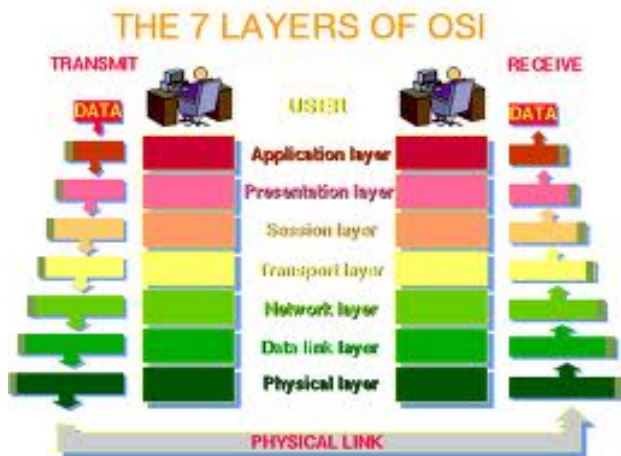 THE 7 LAYERS OF OSI
TRANSMIT
RECEIVE
DATA
USER
DATA
Application layer
Presentation layer
Session layer
Transport layer
Network layer
Data link layer
Physical layer
PHYSICAL LINK